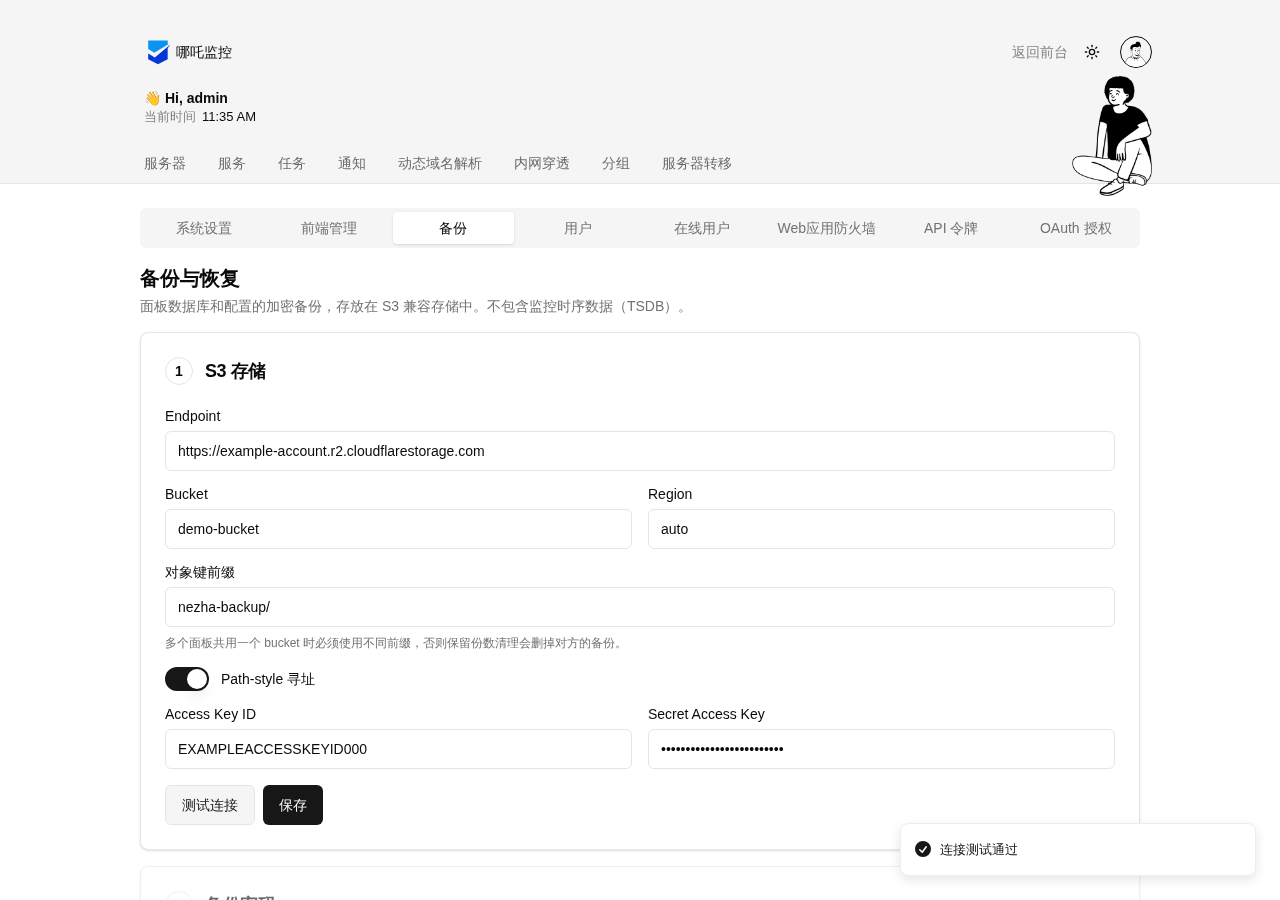 哪吒监控
返回前台
👋 Hi, admin
当前时间 11:35 AM
服务器 服务 任务 通知 动态域名解析 内网穿透 分组 服务器转移
系统设置 前端管理 备份 用户 在线用户 Web应用防火墙 API 令牌 OAuth 授权
备份与恢复
面板数据库和配置的加密备份，存放在 S3 兼容存储中。不包含监控时序数据（TSDB）。
1 S3 存储
Endpoint
https://example-account.r2.cloudflarestorage.com
Bucket Region
demo-bucket auto
对象键前缀
nezha-backup/
多个面板共用一个 bucket 时必须使用不同前缀，否则保留份数清理会删掉对方的备份。
Path-style 寻址
Access Key ID Secret Access Key
EXAMPLEACCESSKEYID000 •••••••••••••••••••••••••
测试连接 保存
连接测试通过